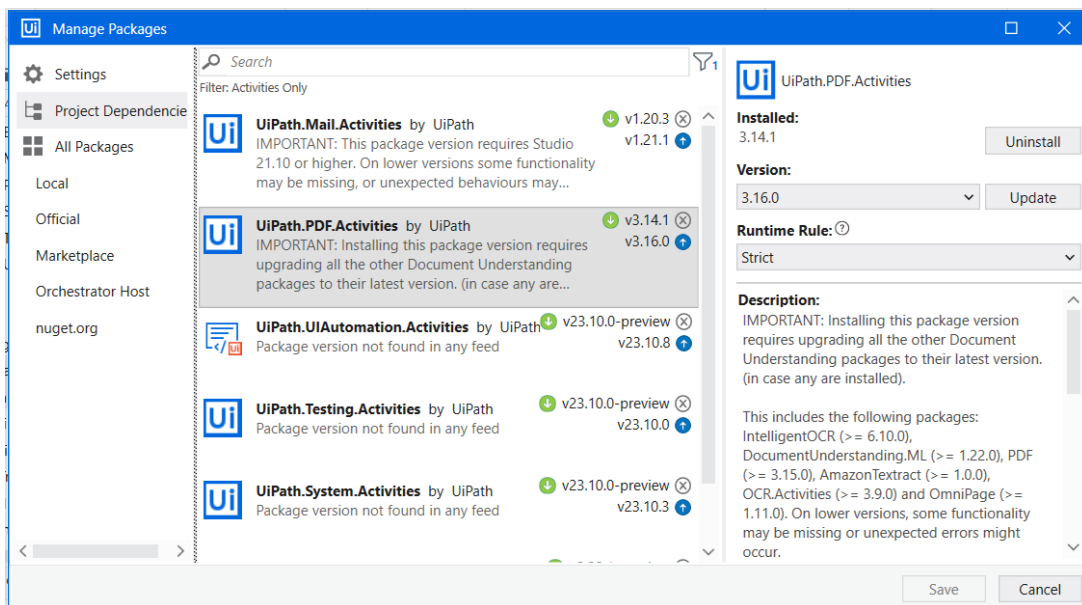 Ui Manage Packages
Settings
Project Dependencie
All Packages
Local
Official
Marketplace
Orchestrator Host
nuget.org
Search
1
Filter: Activities Only
Ui
UiPath.Mail.Activities by UiPath
v1.20.3
IMPORTANT: This package version requires Studio
v1.21.1
21.10 or higher. On lower versions some functionality
may be missing, or unexpected behaviours may...
Ui
UiPath.PDF.Activities by UiPath
v3.14.1
IMPORTANT: Installing this package version requires
v3.16.0
upgrading all the other Document Understanding
packages to their latest version. (in case any are...
Ui
UiPath.UIAutomation.Activities by UiPath
v23.10.0-preview
Package version not found in any feed
v23.10.8
Ui
UiPath.Testing.Activities by UiPath
v23.10.0-preview
Package version not found in any feed
v23.10.0
Ui
UiPath.System.Activities by UiPath
v23.10.0-preview
Package version not found in any feed
v23.10.3
Ui UiPath.PDF.Activities
Installed:
3.14.1
Uninstall
Version:
3.16.0
Update
Runtime Rule: ?
Strict
Description:
IMPORTANT: Installing this package version
requires upgrading all the other Document
Understanding packages to their latest version.
(in case any are installed).
This includes the following packages:
IntelligentOCR (>= 6.10.0),
DocumentUnderstanding.ML (>= 1.22.0), PDF
(>= 3.15.0), AmazonTextract (>= 1.0.0),
OCR.Activities (>= 3.9.0) and OmniPage (>=
1.11.0). On lower versions, some functionality
may be missing or unexpected errors might
occur.
Save
Cancel